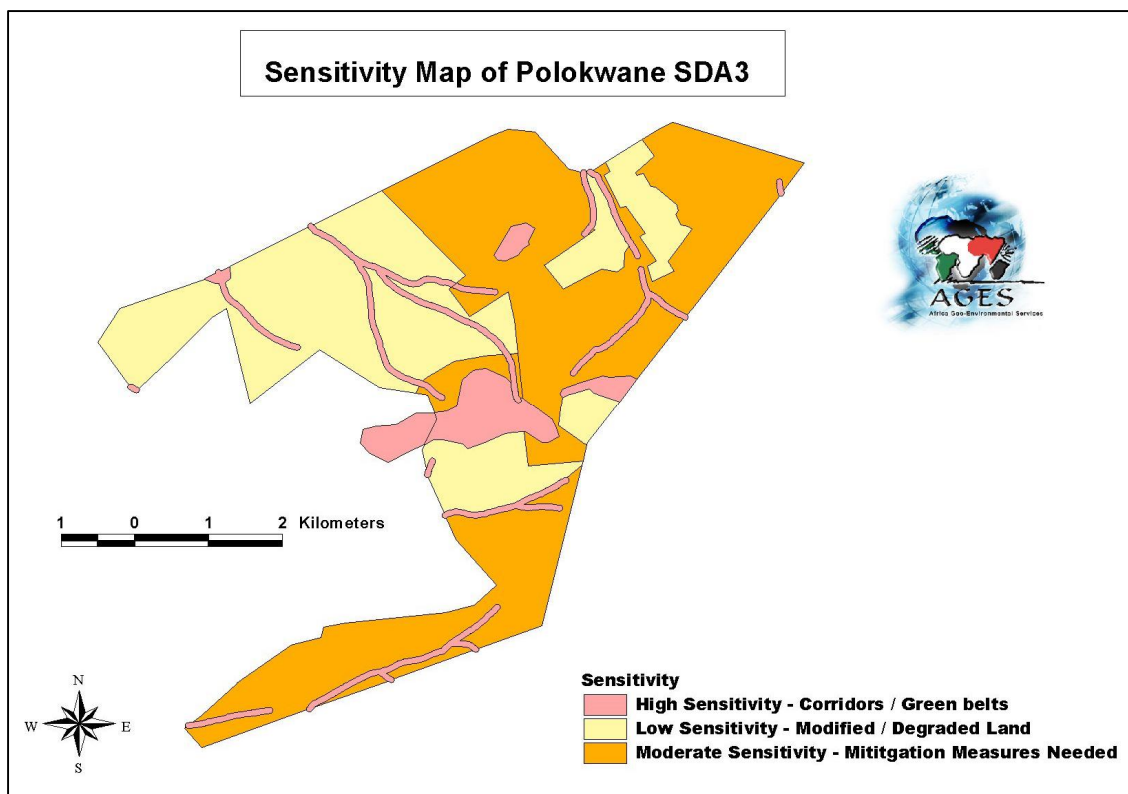 Sensitivity Map of Polokwane SDA3
AGES
Africa Geo-Environmental Services
1 0 1 2 Kilometers
N
W E
S
Sensitivity
High Sensitivity - Corridors / Green belts
Low Sensitivity - Modified / Degraded Land
Moderate Sensitivity - Mititgation Measures Needed